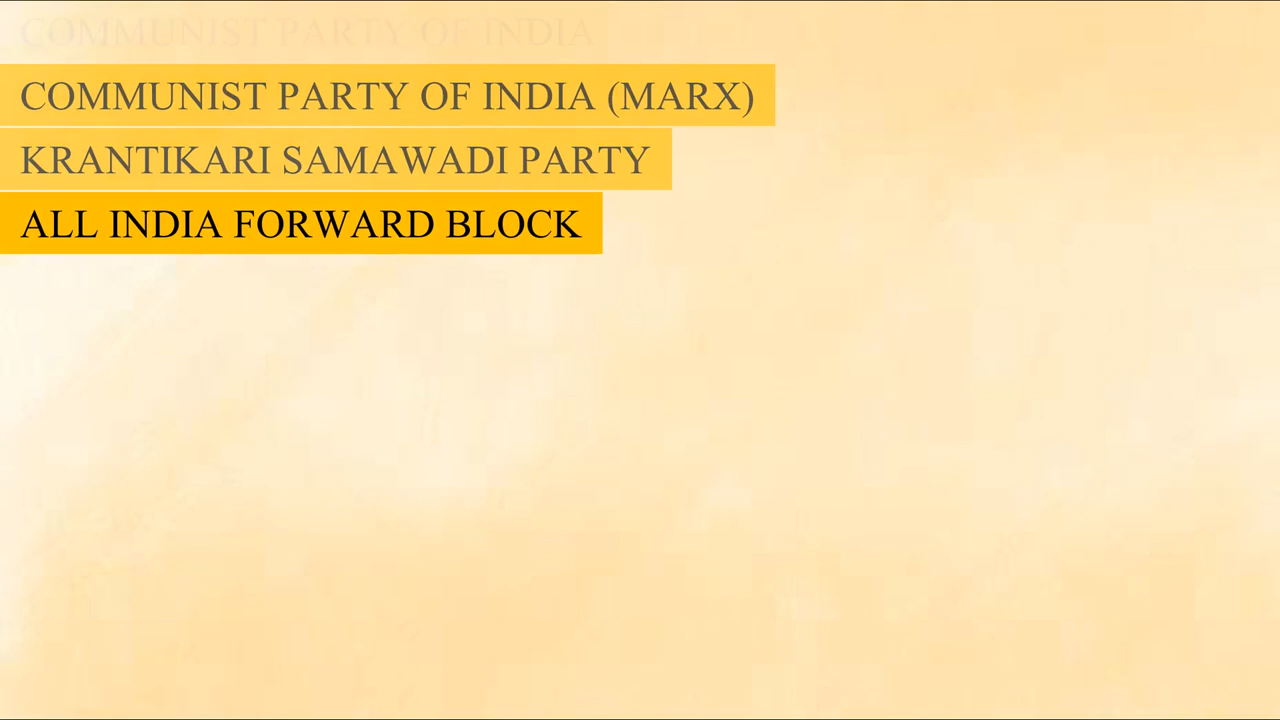 COMMUNIST PARTY OF INDIA
COMMUNIST PARTY OF INDIA (MARX)
KRANTIKARI SAMAWADI PARTY
ALL INDIA FORWARD BLOCK